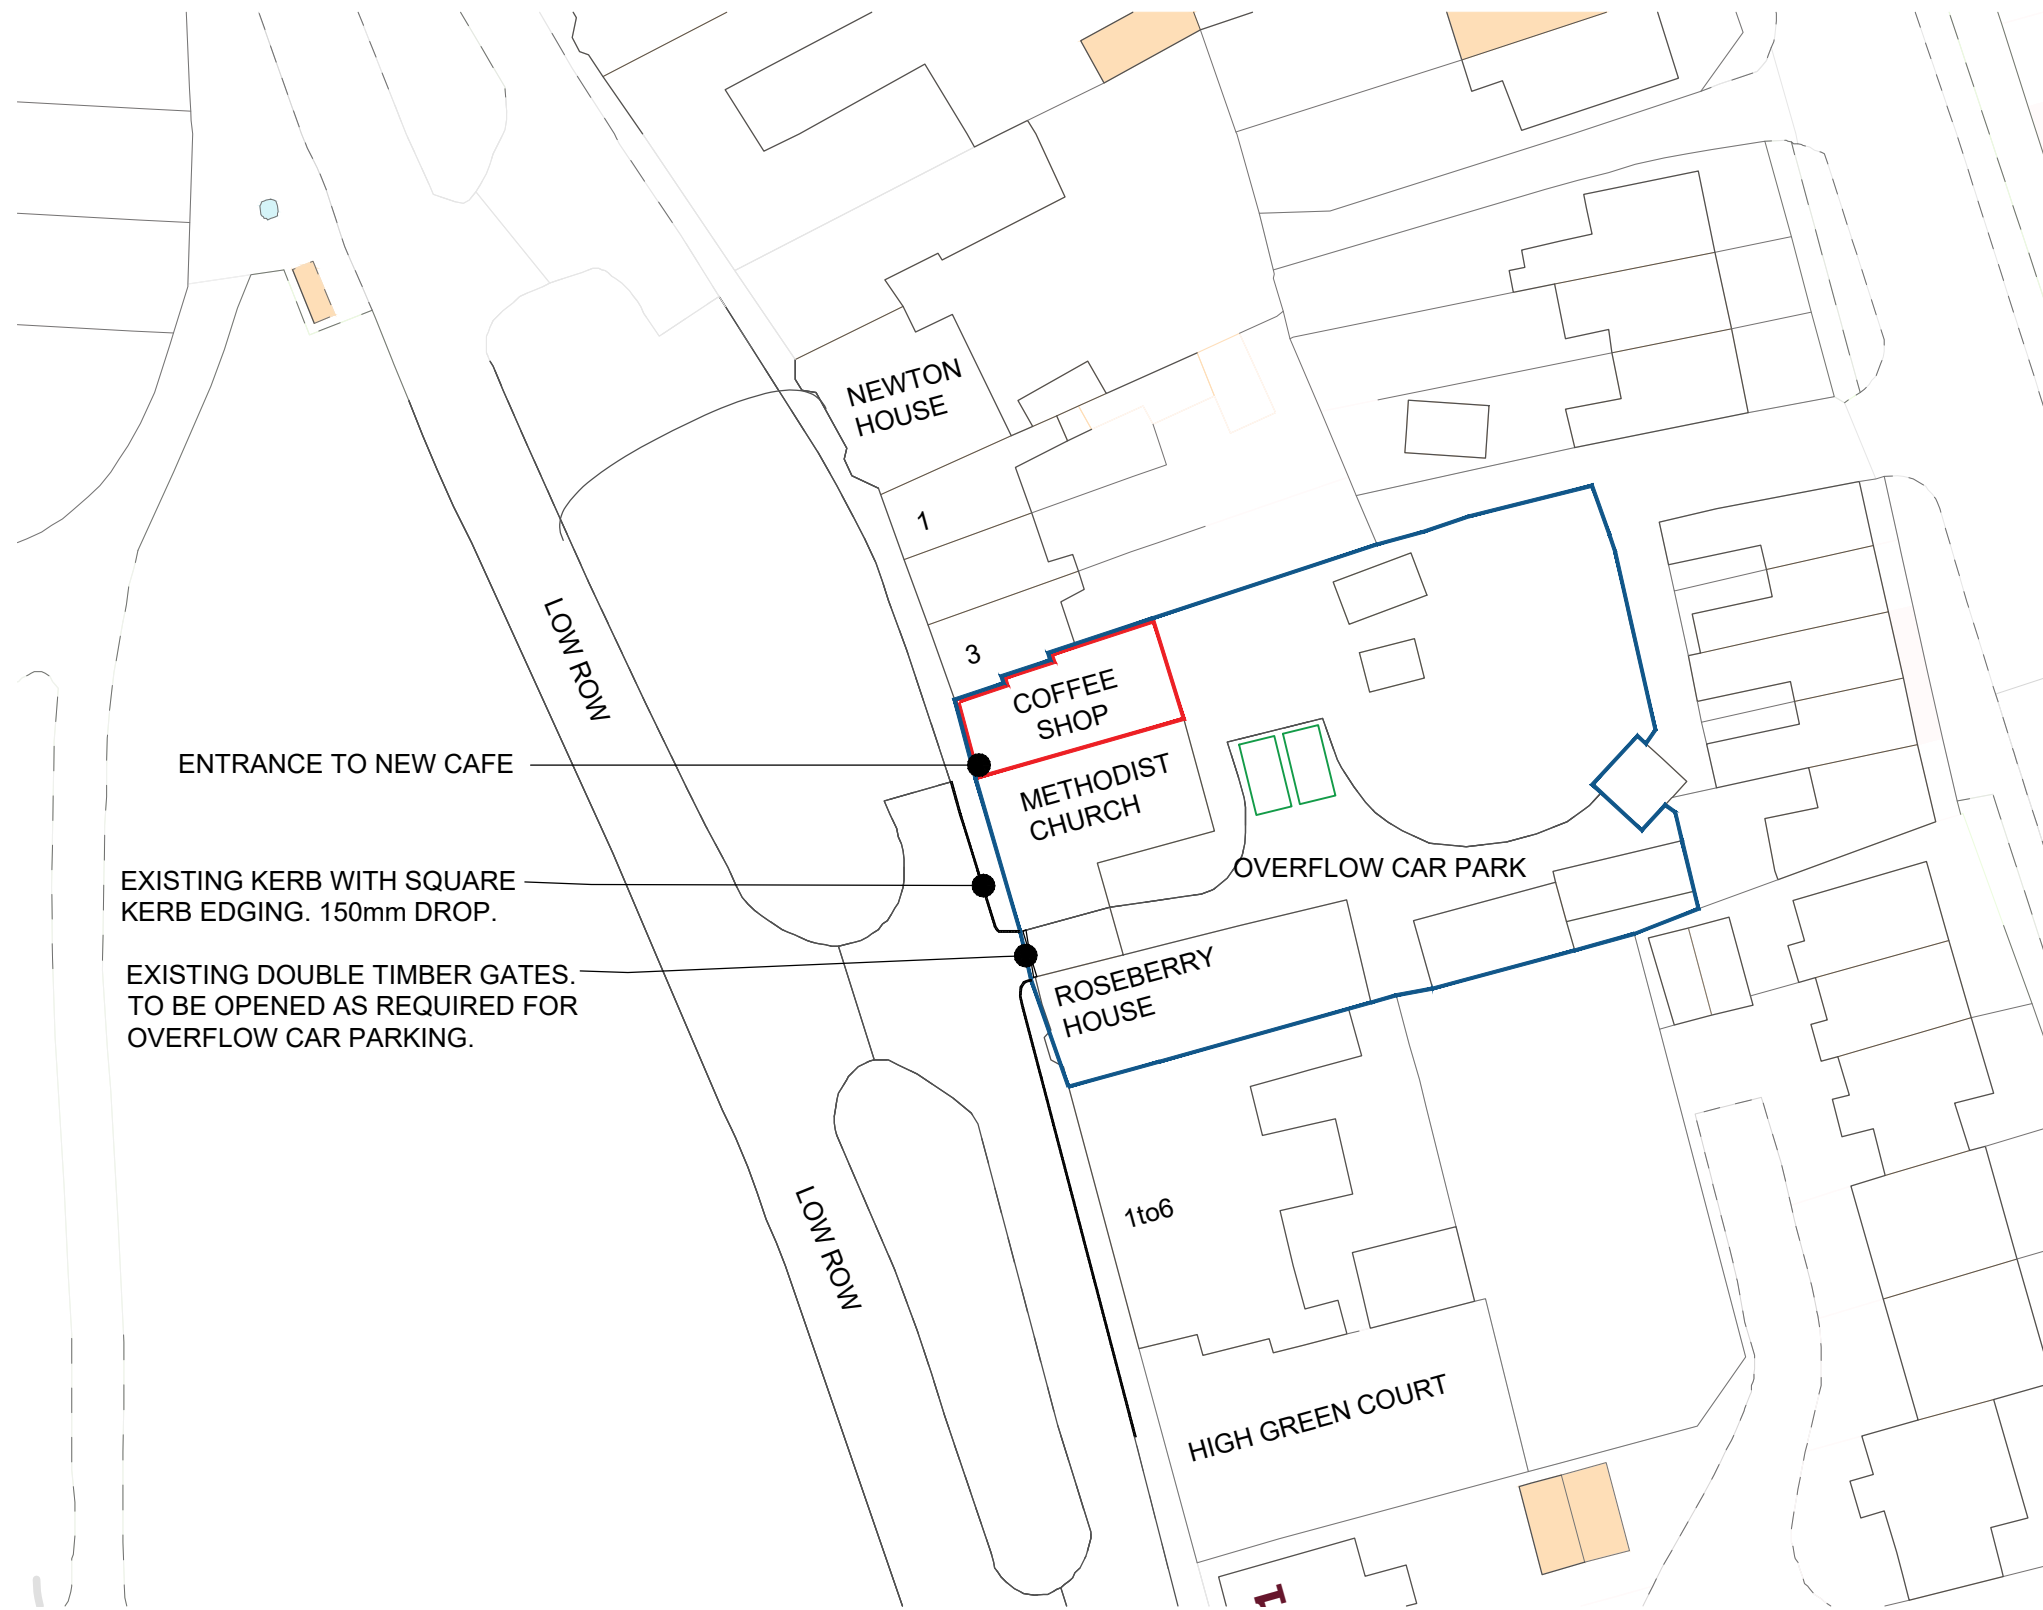 NEWTON
HOUSE
1
LOW ROW
3
COFFEE
SHOP
ENTRANCE TO NEW CAFE
METHODIST
CHURCH
OVERFLOW CAR PARK
EXISTING KERB WITH SQUARE
KERB EDGING. 150mm DROP.
EXISTING DOUBLE TIMBER GATES.
TO BE OPENED AS REQUIRED FOR
OVERFLOW CAR PARKING.
ROSEBERRY
HOUSE
1to6
LOW ROW
HIGH GREEN COURT